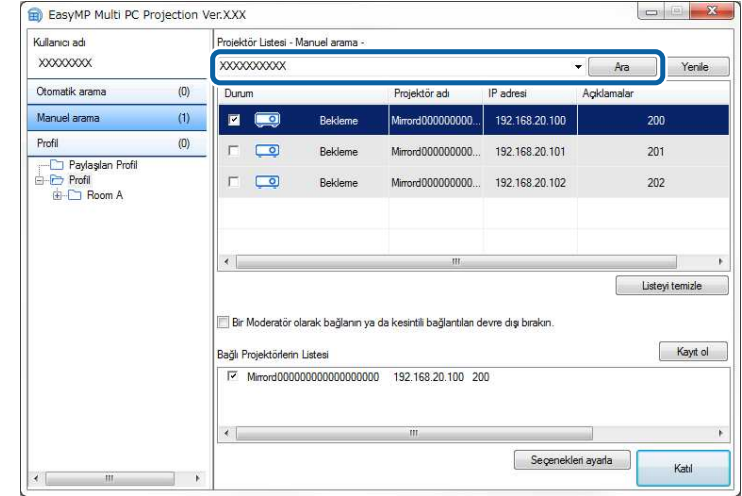 EasyMP Multi PC Projection Ver.X.XX
Kullanıcı adı
XXXXXXXX
Otomatik arama (0)
Manuel arama (1)
Profil (0)
Paylaşılan Profil
Profil
Room A
Projektör Listesi - Manuel arama -
XXXXXXXXXX Ara Yenile
Durum Projektör adı IP adresi Açıklamalar
Bekleme Mirrord000000000... 192.168.20.100 200
Bekleme Mirrord000000000... 192.168.20.101 201
Bekleme Mirrord000000000... 192.168.20.102 202
Listeyi temizle
Bir Moderatör olarak bağlanın ya da kesintili bağlantıları devre dışı bırakın.
Bağlı Projektörlerin Listesi Kayıt ol
Mirrord000000000000000000 192.168.20.100 200
Seçenekleri ayarla Katıl